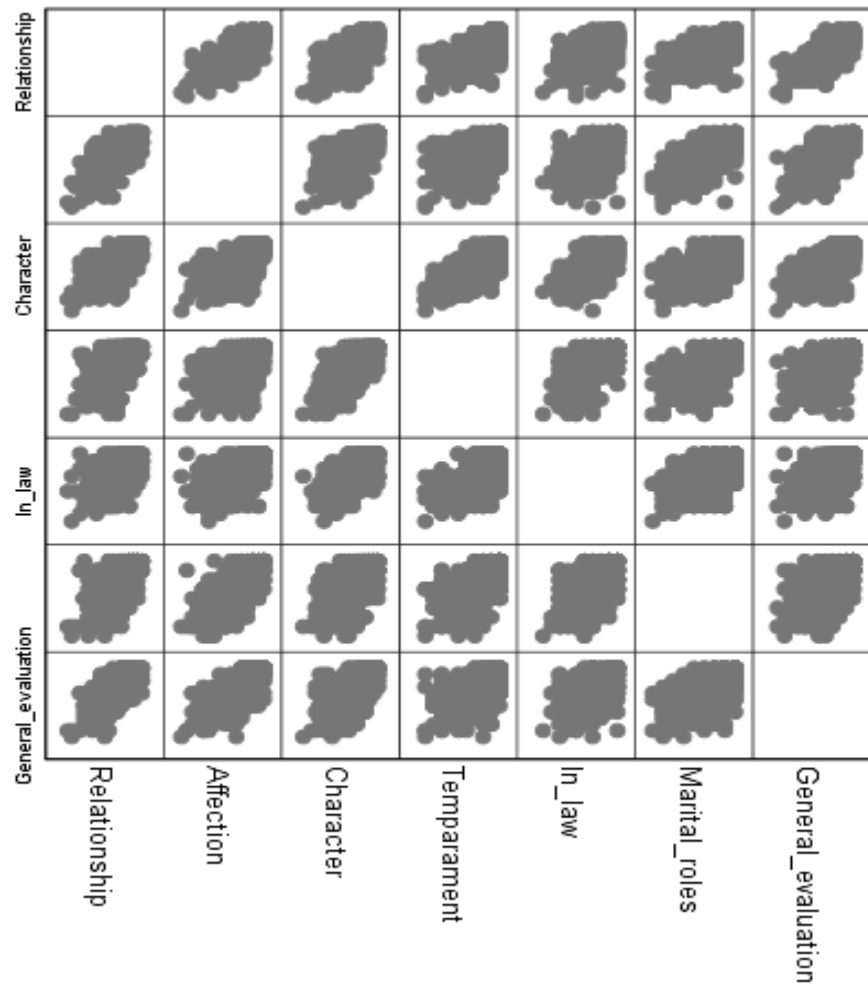 Relationship
Character
In_law
General_evaluation
Relationship
Affection
Character
Temparament
In_law
Marital_roles
General_evaluation